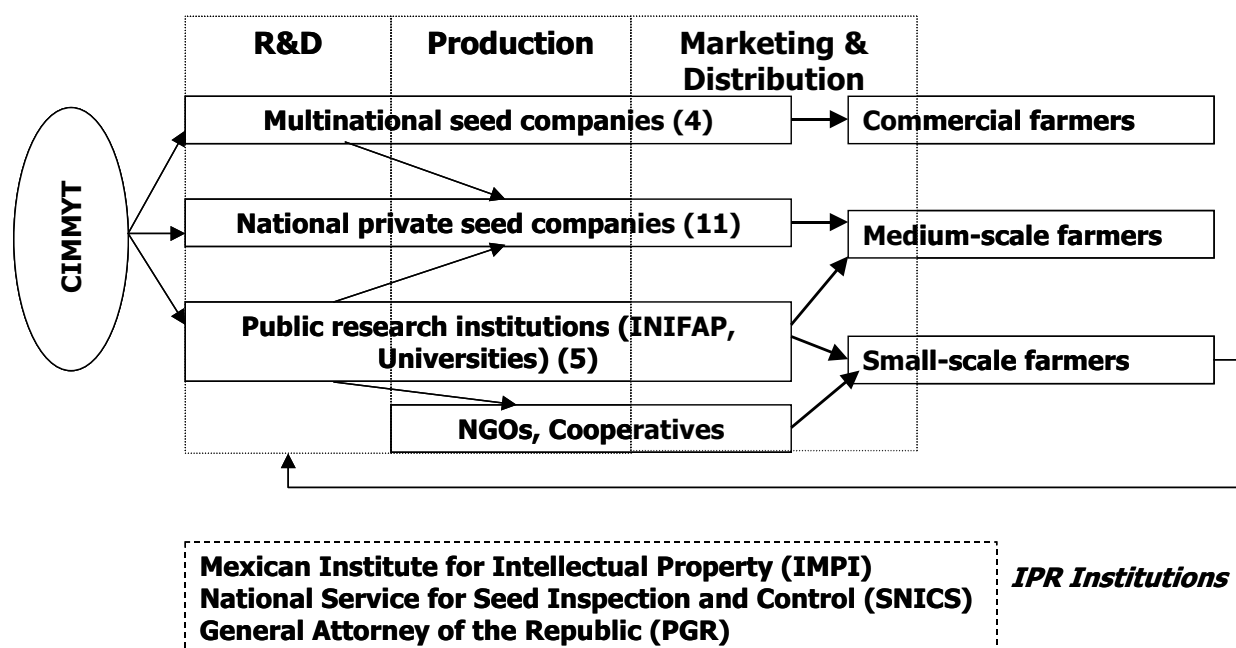 R&D
Production
Marketing &
Distribution
CIMMYT
Multinational seed companies (4)
Commercial farmers
National private seed companies (11)
Medium-scale farmers
Public research institutions (INIFAP,
Universities) (5)
Small-scale farmers
NGOs, Cooperatives
Mexican Institute for Intellectual Property (IMPI)
National Service for Seed Inspection and Control (SNICS)
General Attorney of the Republic (PGR)
IPR Institutions